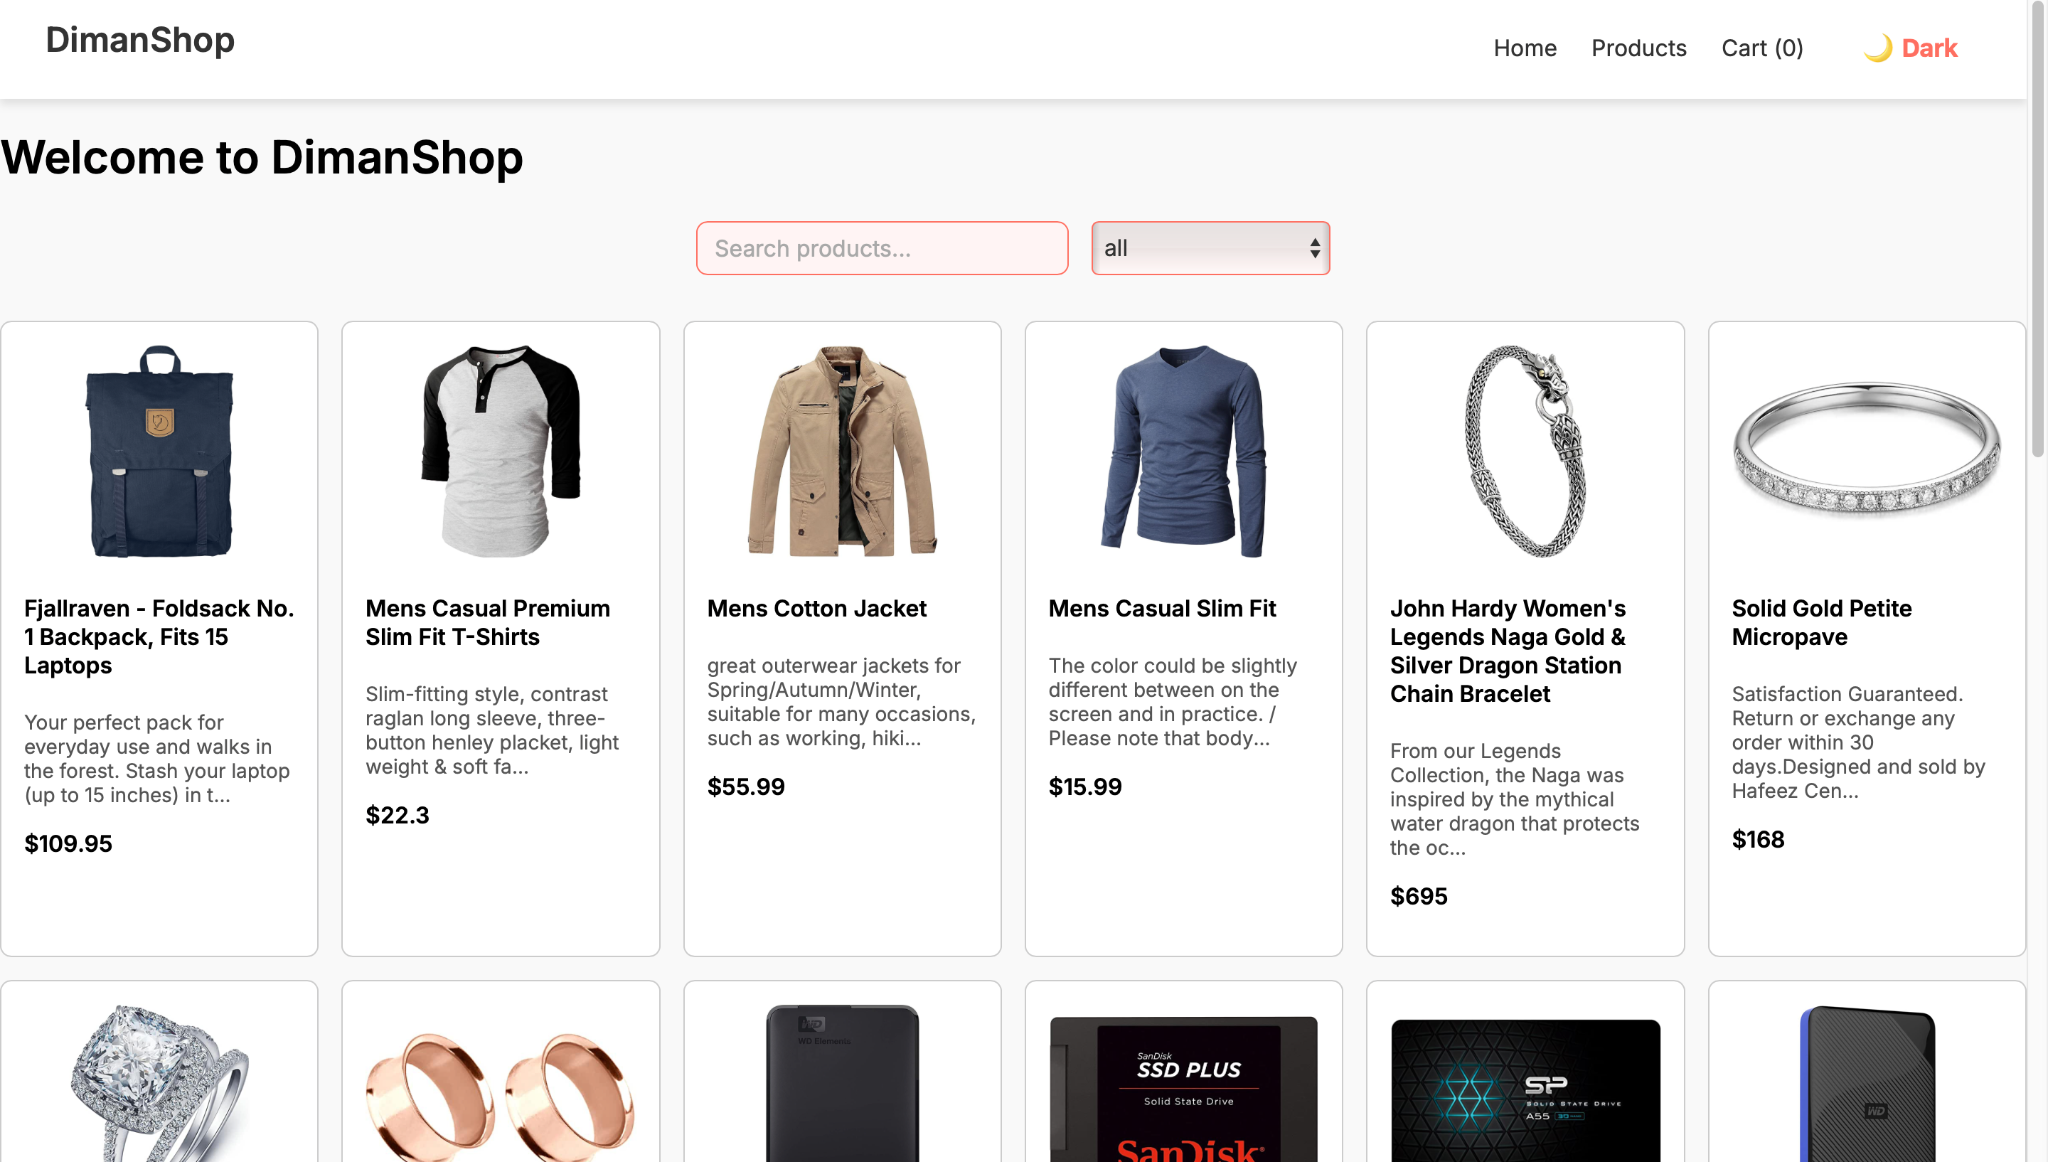 DimanShop
Home Products Cart (0) 🌙 Dark
Welcome to DimanShop
Search products...
all
Fjallraven - Foldsack No.
1 Backpack, Fits 15
Laptops
Your perfect pack for
everyday use and walks in
the forest. Stash your laptop
(up to 15 inches) in t...
$109.95
Mens Casual Premium
Slim Fit T-Shirts
Slim-fitting style, contrast
raglan long sleeve, three-
button henley placket, light
weight & soft fa...
$22.3
Mens Cotton Jacket
great outerwear jackets for
Spring/Autumn/Winter,
suitable for many occasions,
such as working, hiki...
$55.99
Mens Casual Slim Fit
The color could be slightly
different between on the
screen and in practice. /
Please note that body...
$15.99
John Hardy Women's
Legends Naga Gold &
Silver Dragon Station
Chain Bracelet
From our Legends
Collection, the Naga was
inspired by the mythical
water dragon that protects
the oc...
$695
Solid Gold Petite
Micropave
Satisfaction Guaranteed.
Return or exchange any
order within 30
days.Designed and sold by
Hafeez Cen...
$168
WD
WD Elements
SanDisk
SSD PLUS
Solid State Drive
SanDisk
SP
SOLID STATE DRIVE
A55
WD